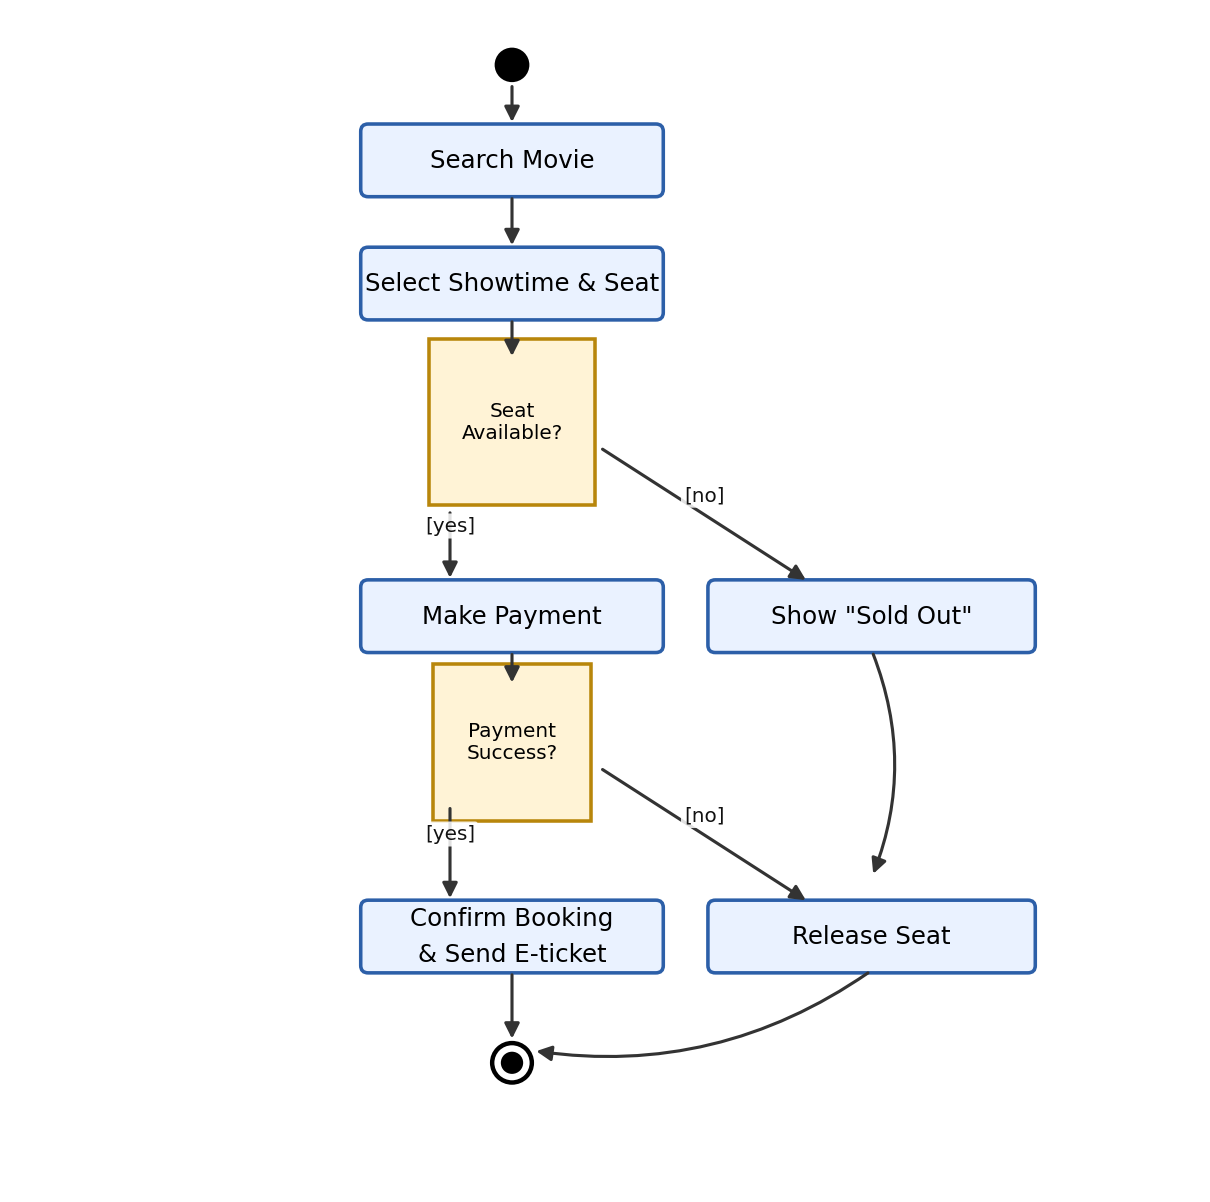 Search Movie
Select Showtime & Seat
Seat
Available?
[no]
[yes]
Make Payment
Show "Sold Out"
Payment
Success?
[no]
[yes]
Confirm Booking
& Send E-ticket
Release Seat